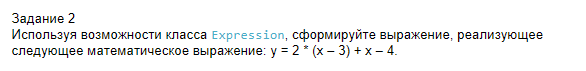 Задание 2
Используя возможности класса Expression, сформируйте выражение, реализующее
следующее математическое выражение: y = 2 * (x – 3) + x – 4.